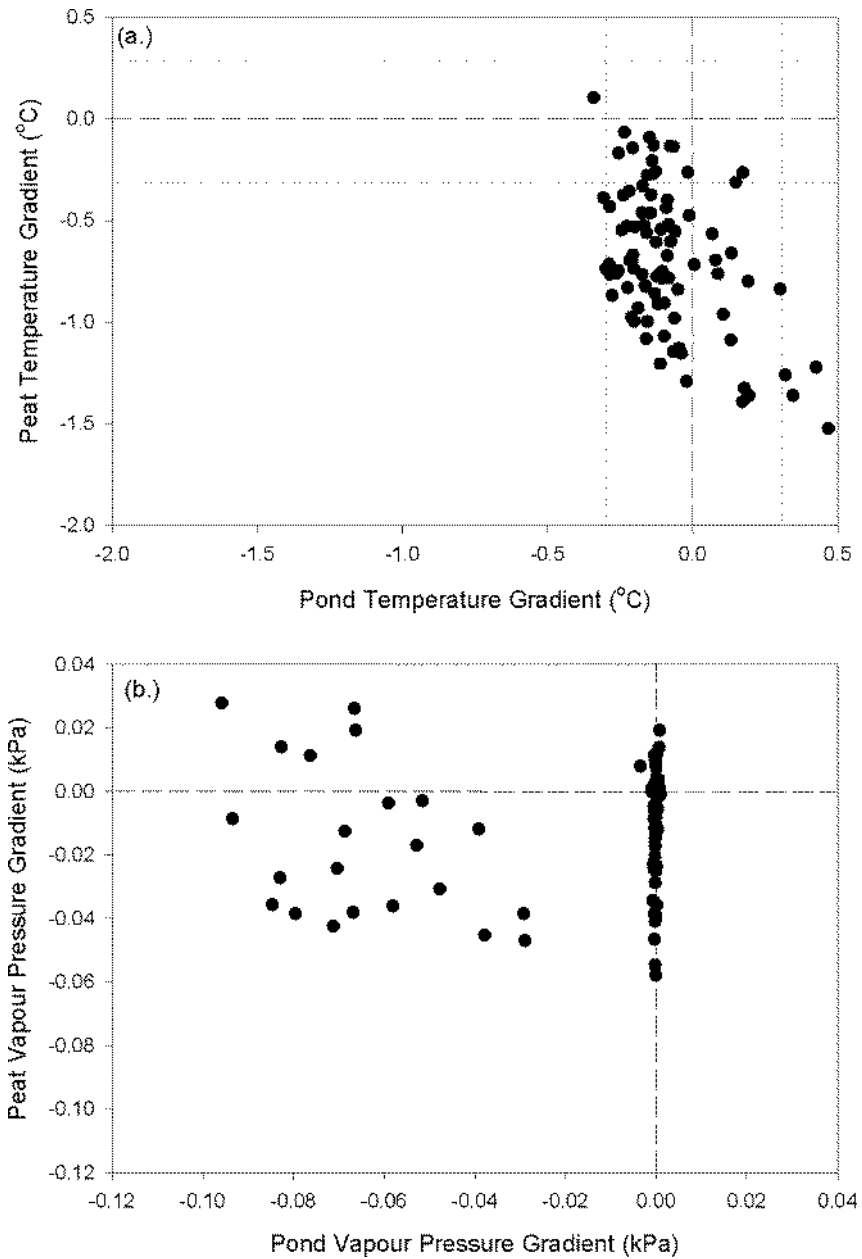 (a.)
0.5
0.0
-0.5
-1.0
-1.5
-2.0
Peat Temperature Gradient (°C)
-2.0 -1.5 -1.0 -0.5 0.0 0.5
Pond Temperature Gradient (°C)
(b.)
0.04
0.02
0.00
-0.02
-0.04
-0.06
-0.08
-0.10
-0.12
Peat Vapour Pressure Gradient (kPa)
-0.12 -0.10 -0.08 -0.06 -0.04 -0.02 0.00 0.02 0.04
Pond Vapour Pressure Gradient (kPa)